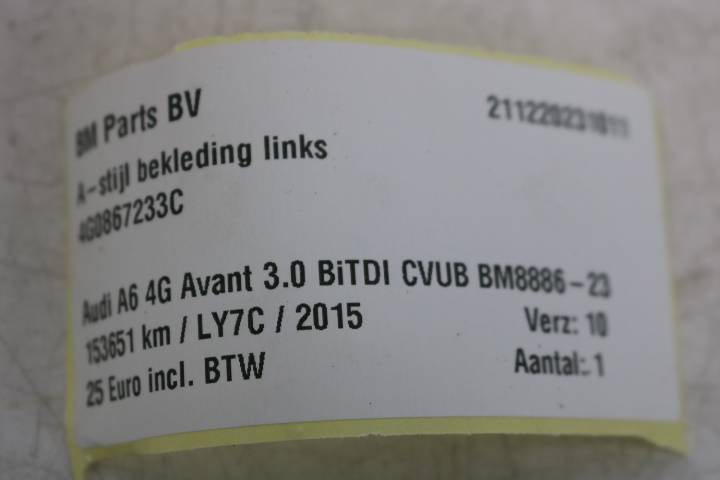 BM Parts BV
A-stijl bekleding links
4G0867233C
Audi A6 4G Avant 3.0 BiTDI CVUB BM8886-23
153651 km / LY7C / 2015
Verz: 10
25 Euro incl. BTW
Aantal: 1